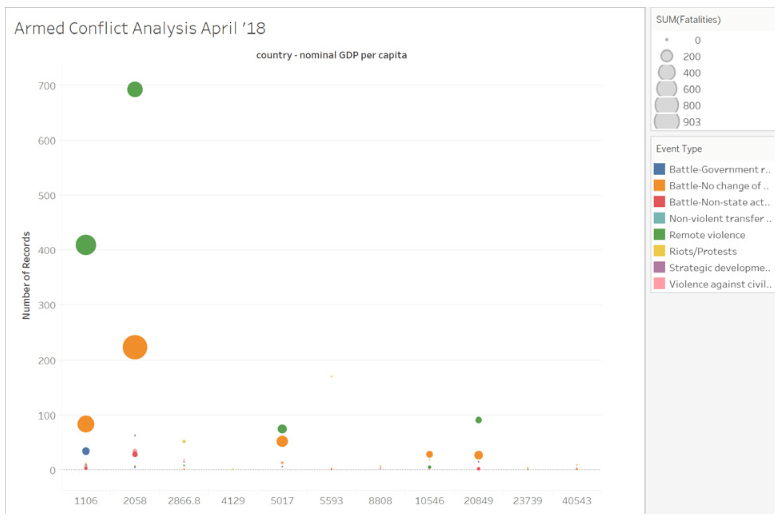 Armed Conflict Analysis April '18
country - nominal GDP per capita
Number of Records
700
600
500
400
300
200
100
0
1106 2058 2866.8 4129 5017 5593 8808 10546 20849 23739 40543
SUM(Fatalities)
0
200
400
600
800
903
Event Type
Battle-Government r..
Battle-No change of ..
Battle-Non-state act..
Non-violent transfer ..
Remote violence
Riots/Protests
Strategic developme..
Violence against civil..